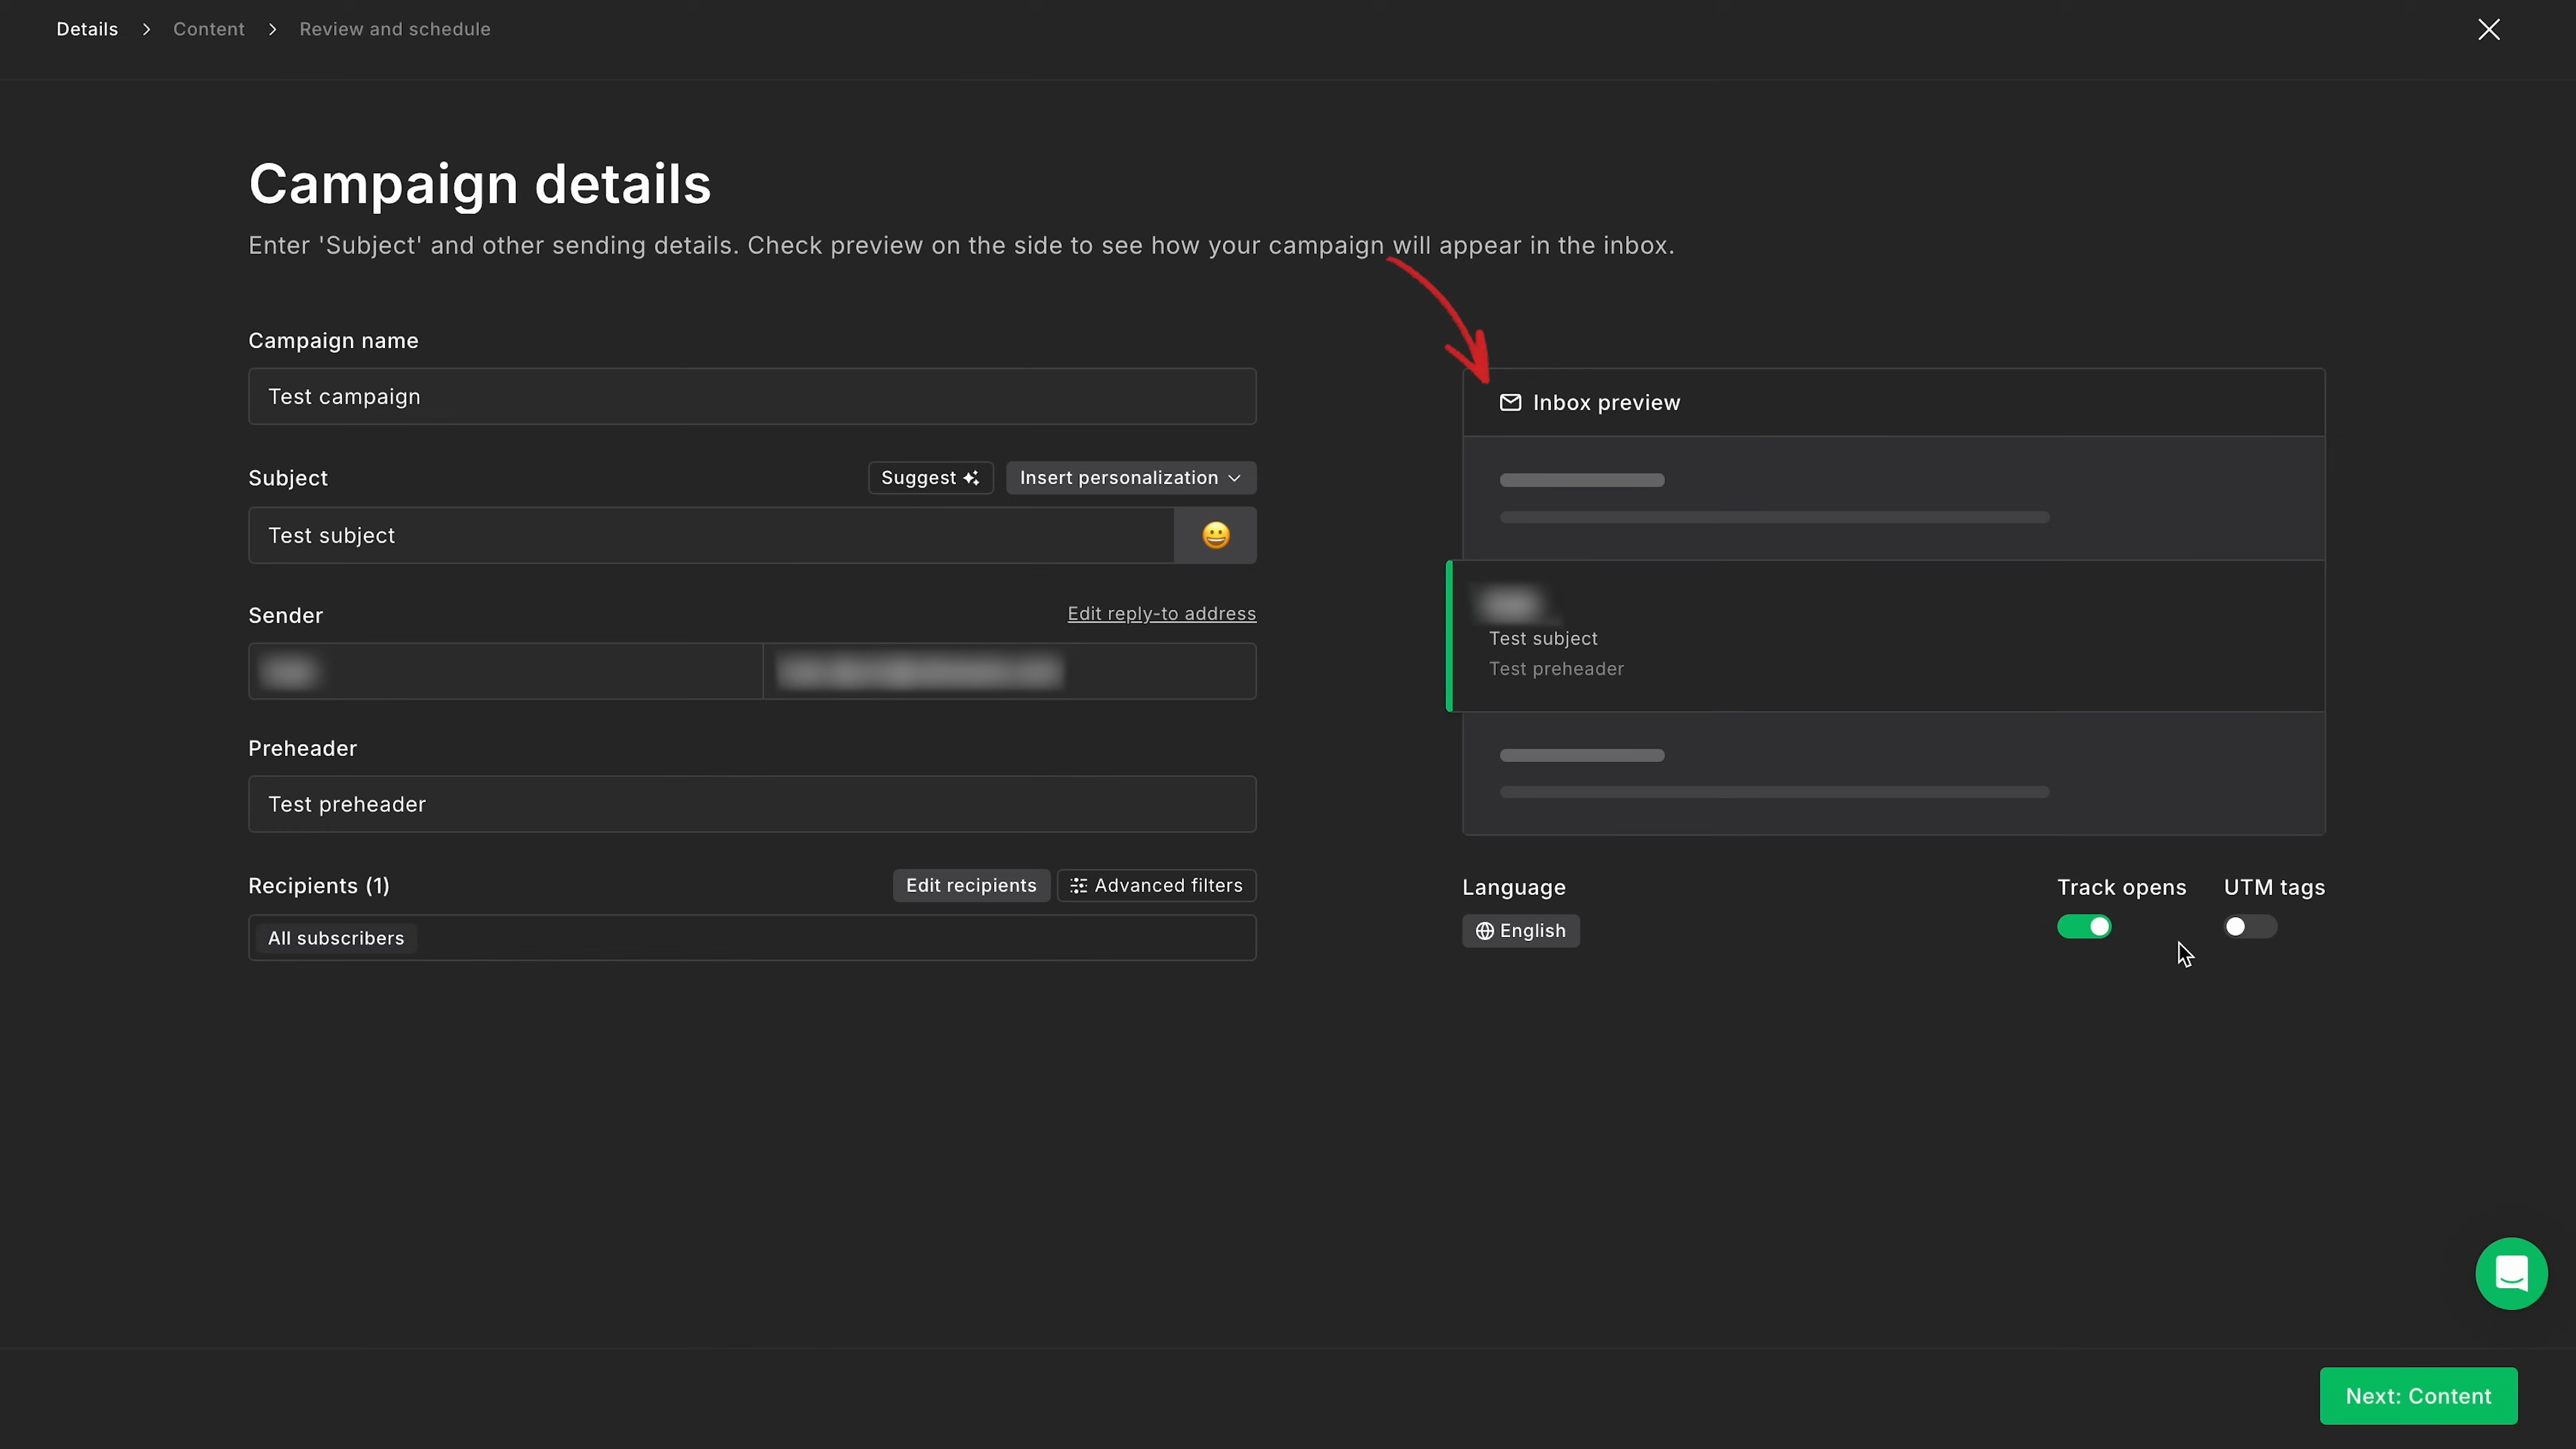 Details
Content
Review and schedule
Campaign details
Enter 'Subject' and other sending details. Check preview on the side to see how your campaign will appear in the inbox.
Campaign name
Test campaign
Subject
Suggest
Insert personalization
Test subject
Sender
Edit reply-to address
Preheader
Test preheader
Recipients (1)
Edit recipients
Advanced filters
All subscribers
Inbox preview
Test subject
Test preheader
Language
English
Track opens
UTM tags
Next: Content